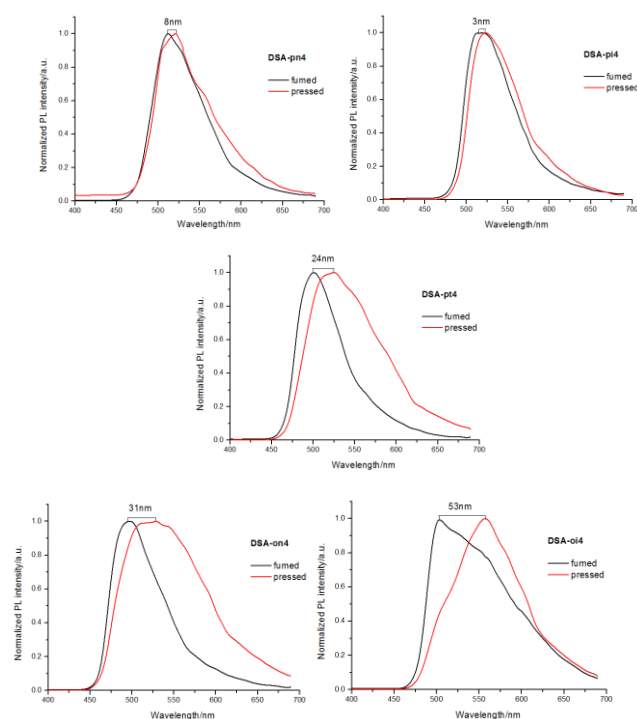 8nm
DSA-pn4
fumed
pressed
Normalized PL intensity/a.u.
1.0
0.8
0.6
0.4
0.2
0.0
400 450 500 550 600 650 700
Wavelength/nm
3nm
DSA-pi4
fumed
pressed
Normalized PL intensity/a.u.
1.0
0.8
0.6
0.4
0.2
0.0
400 450 500 550 600 650 700
Wavelength/nm
24nm
DSA-pt4
fumed
pressed
Normalized PL intensity/a.u.
1.0
0.8
0.6
0.4
0.2
0.0
400 450 500 550 600 650 700
Wavelength/nm
31nm
DSA-on4
fumed
pressed
Normalized PL intensity/a.u.
1.0
0.8
0.6
0.4
0.2
0.0
400 450 500 550 600 650 700
Wavelength/nm
53nm
DSA-oi4
fumed
pressed
Normalized PL intensity/a.u.
1.0
0.8
0.6
0.4
0.2
0.0
400 450 500 550 600 650 700
Wavelength/nm